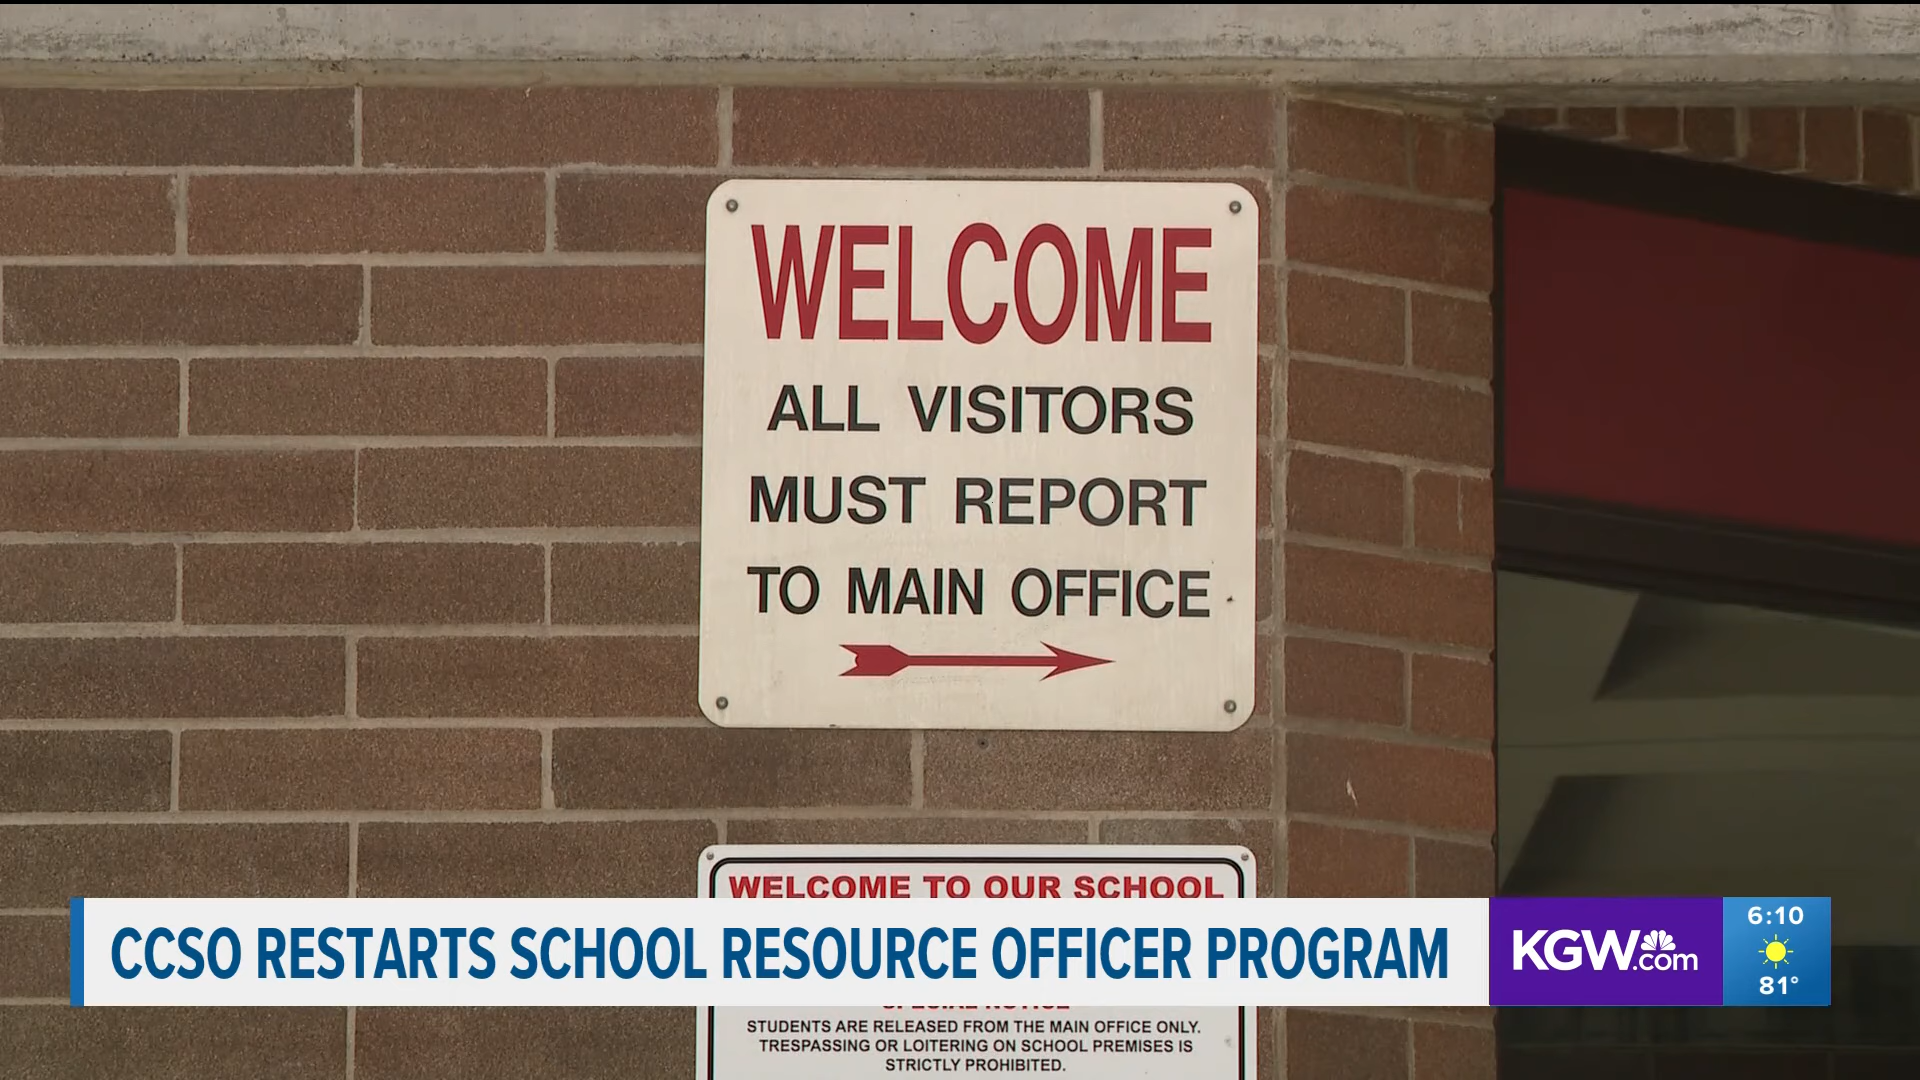 WELCOME
ALL VISITORS
MUST REPORT
TO MAIN OFFICE
WELCOME TO OUR SCHOOL
CCSO RESTARTS SCHOOL RESOURCE OFFICER PROGRAM
KGW.com
6:10
81°
SPECIAL NOTICE
STUDENTS ARE RELEASED FROM THE MAIN OFFICE ONLY.
TRESPASSING OR LOITERING ON SCHOOL PREMISES IS
STRICTLY PROHIBITED.